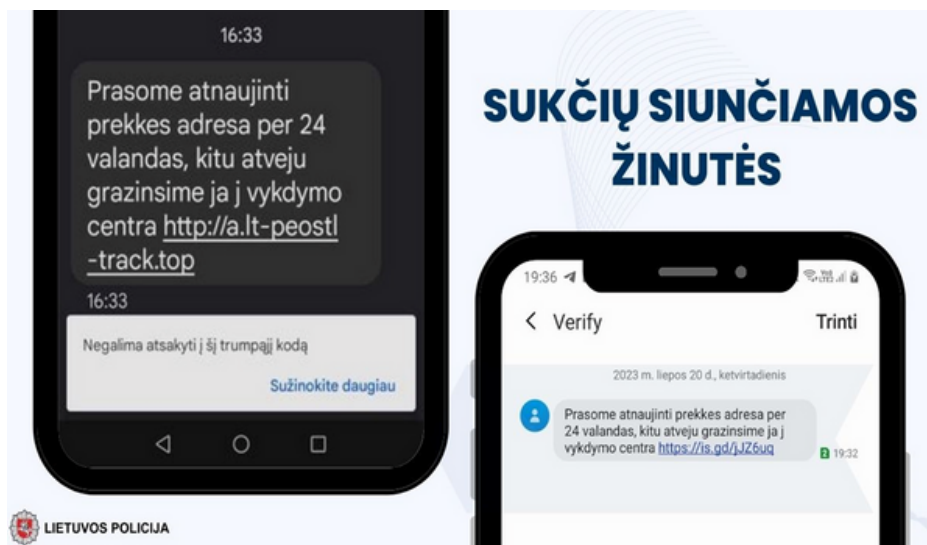 16:33
Prasome atnaujinti
prekkes adresa per 24
valandas, kitu atveju
grazinsime ja į vykdymo
centra http://a.lt-peostl
-track.top
16:33
Negalima atsakyti į šį trumpąjį kodą
Sužinokite daugiau
LIETUVOS POLICIJA
SUKČIŲ SIUNČIAMOS
ŽINUTĖS
19:36
Verify
Trinti
2023 m. liepos 20 d., ketvirtadienis
Prasome atnaujinti prekkes adresa per
24 valandas, kitu atveju grazinsime ja į
vykdymo centra https://is.gd/jJZ6uq
2 19:32